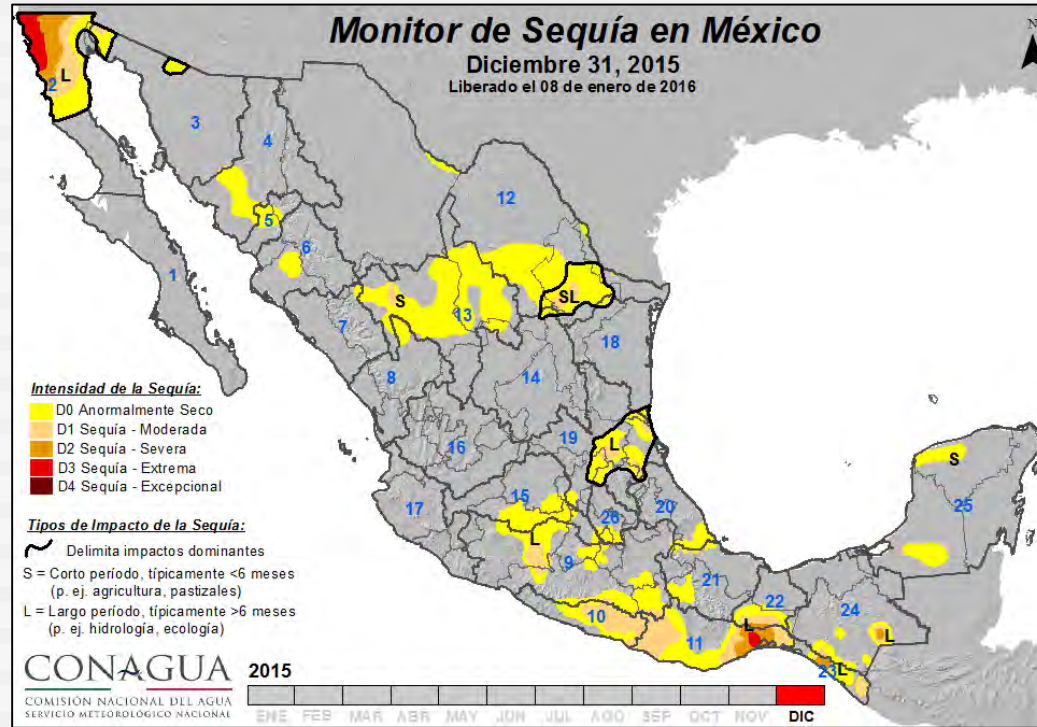 Monitor de Sequía en México
Diciembre 31, 2015
Liberado el 08 de enero de 2016
N
L
2
3
4
12
5
6
S
SL
1
13
7
18
8
14
Intensidad de la Sequía:
D0 Anormalmente Seco
D1 Sequía - Moderada
D2 Sequía - Severa
D3 Sequía - Extrema
D4 Sequía - Excepcional
L
19
16
S
25
17
15
20
26
L
9
21
22
24
10
11
L
L
23
L
Tipos de Impacto de la Sequía:
Delimita impactos dominantes
S = Corto período, típicamente <6 meses
(p. ej. agricultura, pastizales)
L = Largo período, típicamente >6 meses
(p. ej. hidrología, ecología)
CONAGUA
COMISIÓN NACIONAL DEL AGUA
SERVICIO METEOROLÓGICO NACIONAL
2015
ENE FEB MAR ABR MAY JUN JUL AGO SEP OCT NOV DIC